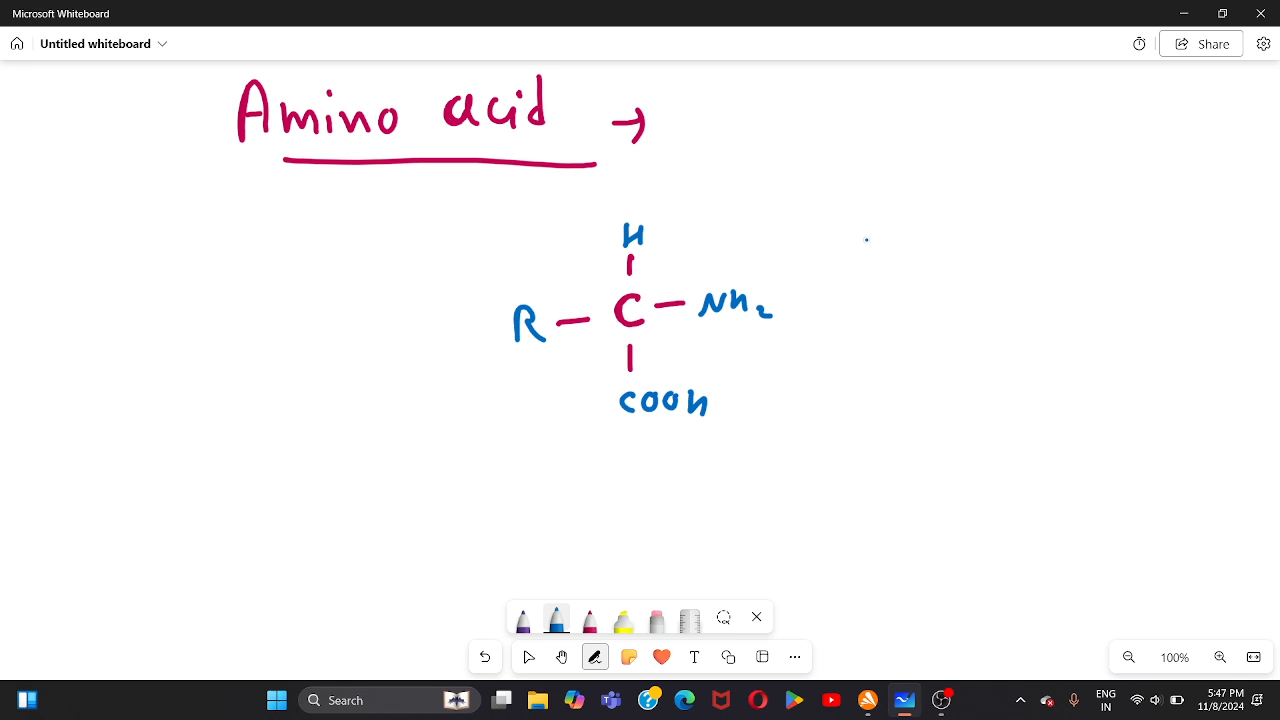 Microsoft Whiteboard
Untitled whiteboard
Share
Amino acid →
H
R - C - NH2
COOH
T
100%
Search
ENG
IN
5:47 PM
11/8/2024